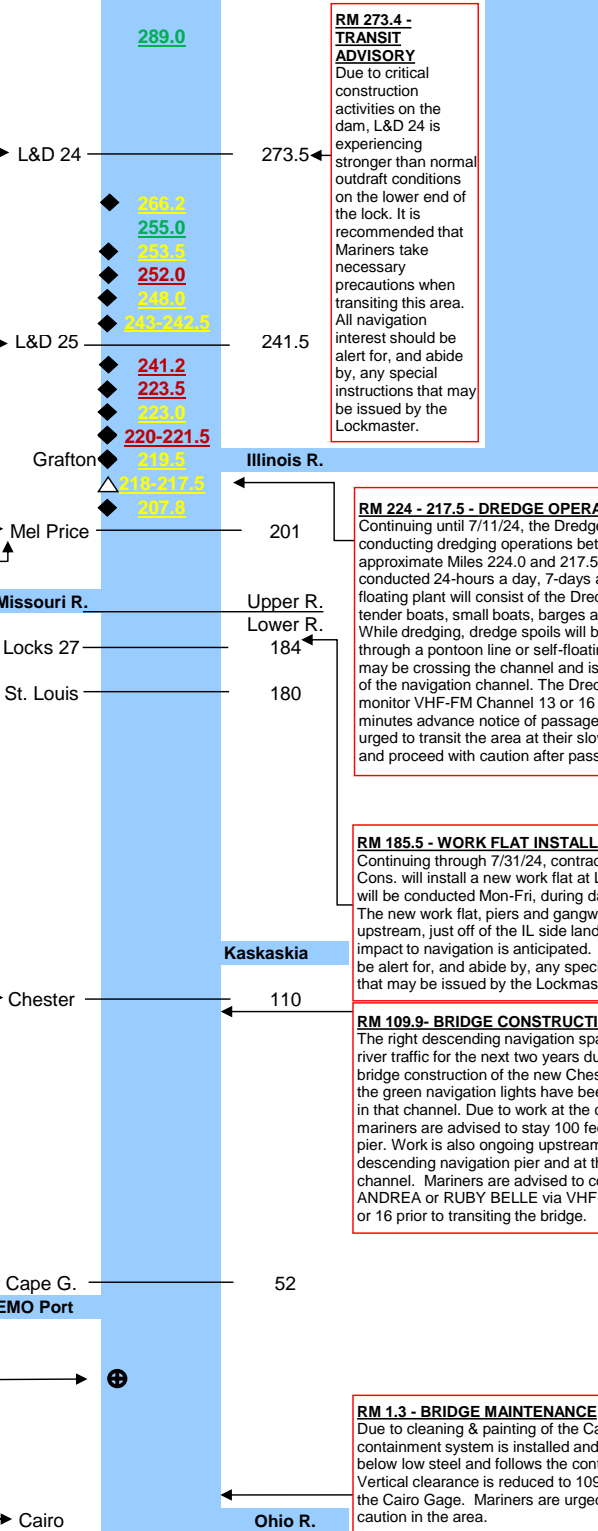 289.0
RM 273.4 -
TRANSIT
ADVISORY
Due to critical
construction
activities on the
dam, L&D 24 is
experiencing
stronger than normal
outdraft conditions
on the lower end of
the lock. It is
recommended that
Mariners take
necessary
precautions when
transiting this area.
All navigation
interest should be
alert for, and abide
by, any special
instructions that may
be issued by the
Lockmaster.
L&D 24 273.5
266.2
255.0
253.5
252.0
248.0
243-242.5
L&D 25 241.5
241.2
223.5
223.0
220-221.5
Grafton 219.5 Illinois R.
218-217.5
207.8
Mel Price 201
RM 224 - 217.5 - DREDGE OPERA
Continuing until 7/11/24, the Dredge
conducting dredging operations bet
approximate Miles 224.0 and 217.5
conducted 24-hours a day, 7-days a
floating plant will consist of the Dred
tender boats, small boats, barges a
While dredging, dredge spoils will b
through a pontoon line or self-floatin
may be crossing the channel and is
of the navigation channel. The Dred
monitor VHF-FM Channel 13 or 16
minutes advance notice of passage
urged to transit the area at their slow
and proceed with caution after pass
Missouri R. Upper R.
Lower R.
Locks 27 184
St. Louis 180
RM 185.5 - WORK FLAT INSTALL
Continuing through 7/31/24, contrac
Cons. will install a new work flat at L
will be conducted Mon-Fri, during da
The new work flat, piers and gangw
upstream, just off of the IL side land
impact to navigation is anticipated.
be alert for, and abide by, any speci
that may be issued by the Lockmas
Kaskaskia
Chester 110
RM 109.9- BRIDGE CONSTRUCTI
The right descending navigation spa
river traffic for the next two years du
bridge construction of the new Ches
the green navigation lights have bee
in that channel. Due to work at the c
mariners are advised to stay 100 fee
pier. Work is also ongoing upstream
descending navigation pier and at th
channel. Mariners are advised to co
ANDREA or RUBY BELLE via VHF
or 16 prior to transiting the bridge.
Cape G. 52
EMO Port
RM 1.3 - BRIDGE MAINTENANCE
Due to cleaning & painting of the Ca
containment system is installed and
below low steel and follows the cont
Vertical clearance is reduced to 109
the Cairo Gage. Mariners are urged
caution in the area.
Cairo Ohio R.